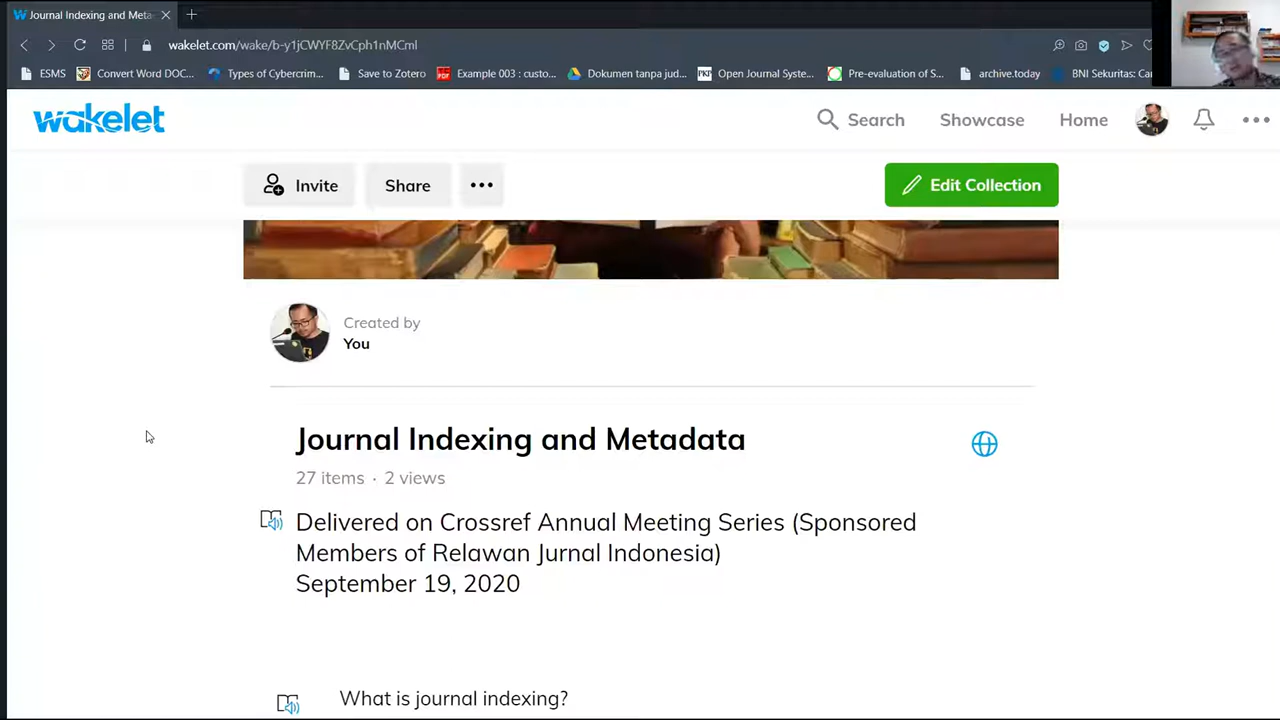 Journal Indexing and Meta
wakelet.com/wake/b-y1jCWYF8ZvCph1nMCml
ESMS
Convert Word DOC...
Types of Cybercrim...
Save to Zotero
PDF
Example 003 : custo...
Dokumen tanpa jud...
PKP
Open Journal Syste...
Pre-evaluation of S...
archive.today
BNI Sekuritas: Car
wakelet
Search
Showcase
Home
Invite
Share
Edit Collection
Created by
You
Journal Indexing and Metadata
27 items · 2 views
Delivered on Crossref Annual Meeting Series (Sponsored
Members of Relawan Jurnal Indonesia)
September 19, 2020
What is journal indexing?